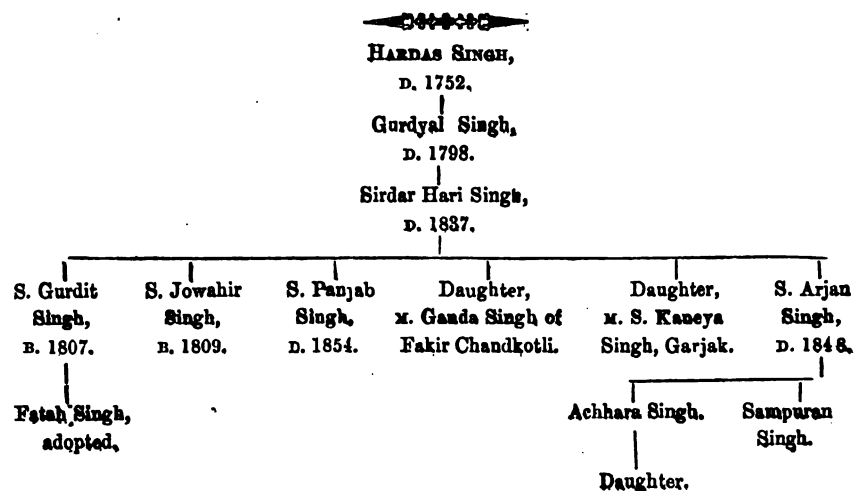 HARDAS SINGH,
D. 1752.
Gurdyal Singh,
D. 1798.
Sirdar Hari Singh,
D. 1837.
S. Gurdit Singh, B. 1807.
S. Jowahir Singh, B. 1809.
S. Panjab Singh, D. 1854.
Daughter, M. Ganda Singh of Fakir Chandkotli.
Daughter, M. S. Kaneya Singh, Garjak.
S. Arjan Singh, D. 1848.
Fatah Singh, adopted.
Achhara Singh.
Sampuran Singh.
Daughter.